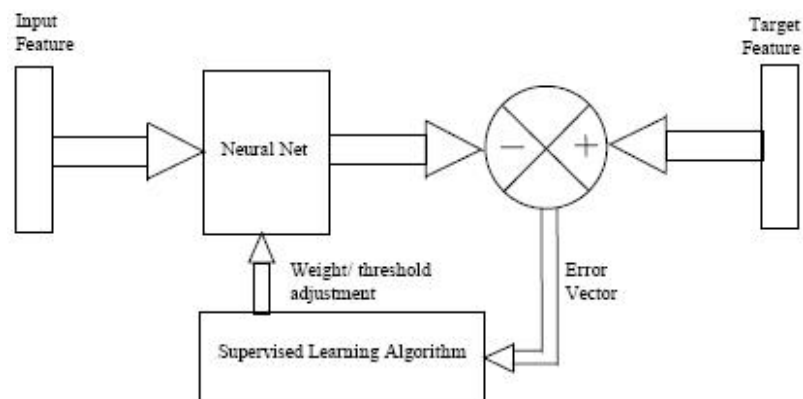 Input
Feature
Target
Feature
Neural Net
−
+
Weight/ threshold
adjustment
Error
Vector
Supervised Learning Algorithm